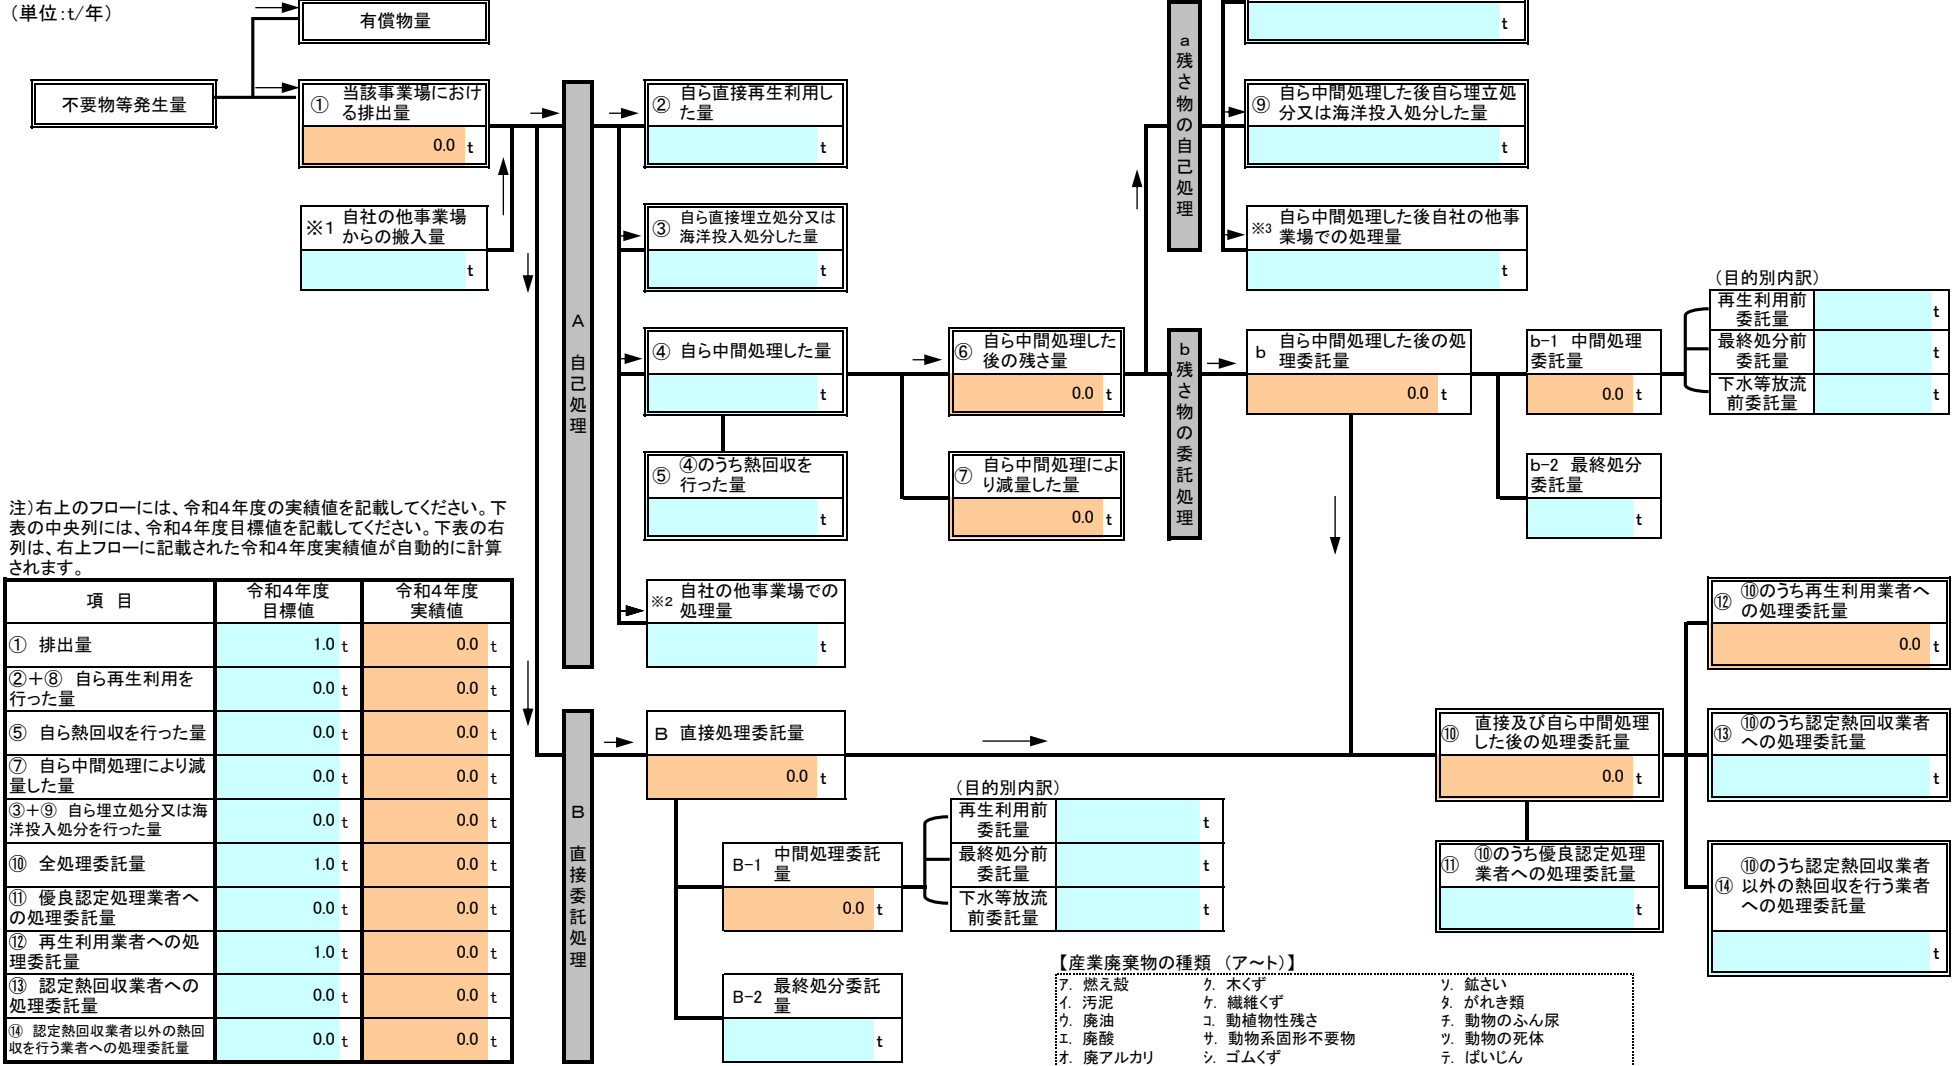 （単位:t/年）
有償物量
不要物等発生量
① 当該事業場におけ
る排出量
0.0 t
※1 自社の他事業場
からの搬入量
t
A 自己処理
② 自ら直接再生利用し
た量
t
③ 自ら直接埋立処分又は
海洋投入処分した量
t
④ 自ら中間処理した量
t
⑤ ④のうち熱回収を
行った量
t
※2 自社の他事業場での
処理量
t
⑥ 自ら中間処理した
後の残さ量
0.0 t
⑦ 自ら中間処理によ
り減量した量
0.0 t
a残さ物の自己処理
t
⑨ 自ら中間処理した後自ら埋立処
分又は海洋投入処分した量
t
※3 自ら中間処理した後自社の他事
業場での処理量
t
b残さ物の委託処理
b 自ら中間処理した後の処
理委託量
0.0 t
b-1 中間処理
委託量
0.0 t
（目的別内訳）
再生利用前
委託量 t
最終処分前
委託量 t
下水等放流
前委託量 t
b-2 最終処分
委託量
t
注）右上のフローには、令和4年度の実績値を記載してください。下
表の中央列には、令和4年度目標値を記載してください。下表の右
列は、右上フローに記載された令和4年度実績値が自動的に計算
されます。
項 目 令和4年度 目標値 令和4年度 実績値
① 排出量 1.0 t 0.0 t
②+⑧ 自ら再生利用を
行った量 0.0 t 0.0 t
⑤ 自ら熱回収を行った量 0.0 t 0.0 t
⑦ 自ら中間処理により減
量した量 0.0 t 0.0 t
③+⑨ 自ら埋立処分又は海
洋投入処分を行った量 0.0 t 0.0 t
⑩ 全処理委託量 1.0 t 0.0 t
⑪ 優良認定処理業者へ
の処理委託量 0.0 t 0.0 t
⑫ 再生利用業者への処
理委託量 1.0 t 0.0 t
⑬ 認定熱回収業者への
処理委託量 0.0 t 0.0 t
⑭ 認定熱回収業者以外の熱回
収を行う業者への処理委託量 0.0 t 0.0 t
B 直接委託処理
B 直接処理委託量
0.0 t
B-1 中間処理委託
量
0.0 t
（目的別内訳）
再生利用前
委託量 t
最終処分前
委託量 t
下水等放流
前委託量 t
B-2 最終処分委託
量
t
⑩ 直接及び自ら中間処理
した後の処理委託量
0.0 t
⑪ ⑩のうち優良認定処理
業者への処理委託量
t
⑫ ⑩のうち再生利用業者へ
の処理委託量
0.0 t
⑬ ⑩のうち認定熱回収業者
への処理委託量
t
⑭ ⑩のうち認定熱回収業者
以外の熱回収を行う業者
への処理委託量
t
【産業廃棄物の種類 （ア～ト）】
ア. 燃え殻 ク. 木くず ソ. 鉱さい
イ. 汚泥 ケ. 繊維くず タ. がれき類
ウ. 廃油 コ. 動植物性残さ チ. 動物のふん尿
エ. 廃酸 サ. 動物系固形不要物 ツ. 動物の死体
オ. 廃アルカリ シ. ゴムくず テ. ばいじん